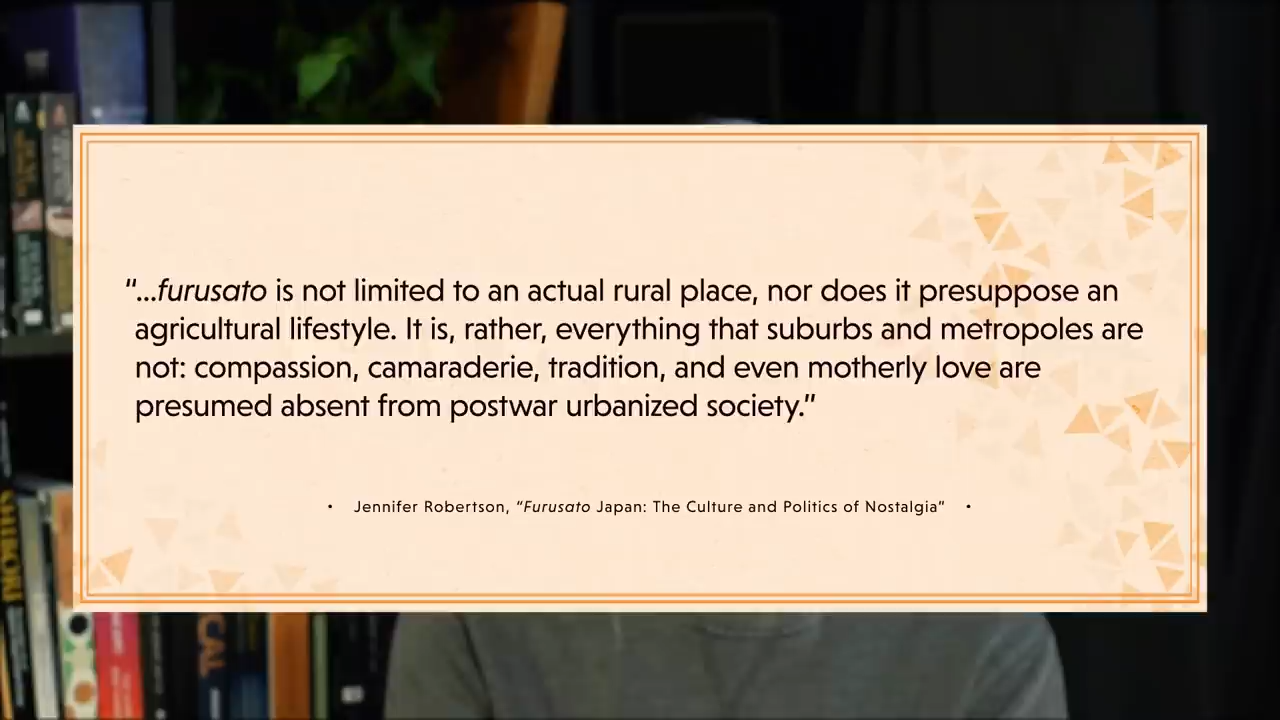 “...furusato is not limited to an actual rural place, nor does it presuppose an
agricultural lifestyle. It is, rather, everything that suburbs and metropoles are
not: compassion, camaraderie, tradition, and even motherly love are
presumed absent from postwar urbanized society.”
• Jennifer Robertson, “Furusato Japan: The Culture and Politics of Nostalgia” •